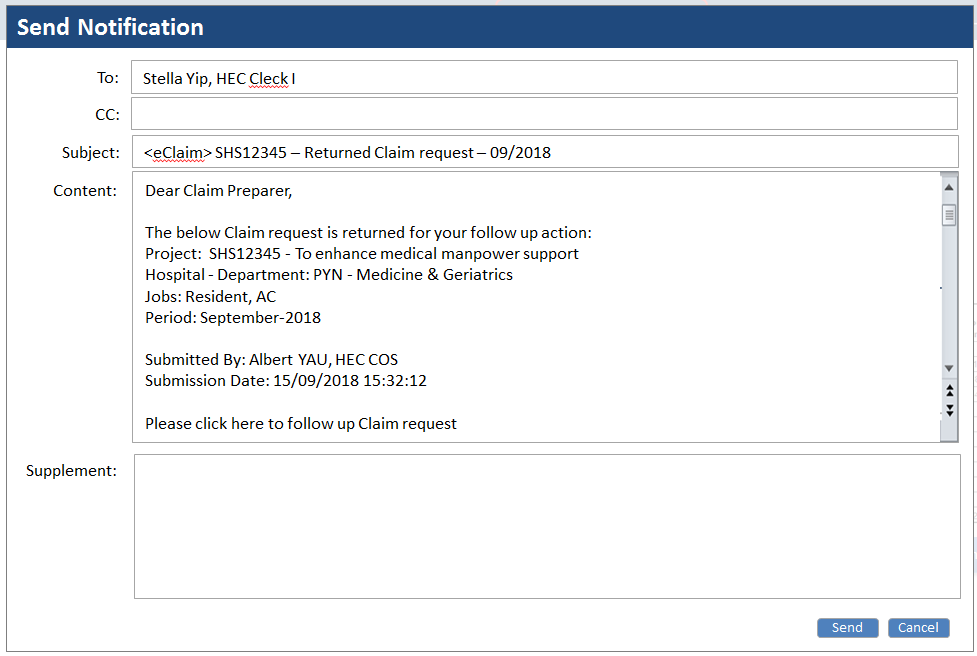 Send Notification
To: Stella Yip, HEC Cleck I
CC:
Subject: <eClaim> SHS12345 – Returned Claim request – 09/2018
Content: Dear Claim Preparer,
The below Claim request is returned for your follow up action:
Project:  SHS12345 - To enhance medical manpower support
Hospital - Department: PYN - Medicine & Geriatrics
Jobs: Resident, AC
Period: September-2018
Submitted By: Albert YAU, HEC COS
Submission Date: 15/09/2018 15:32:12
Please click here to follow up Claim request
Supplement:
Send Cancel